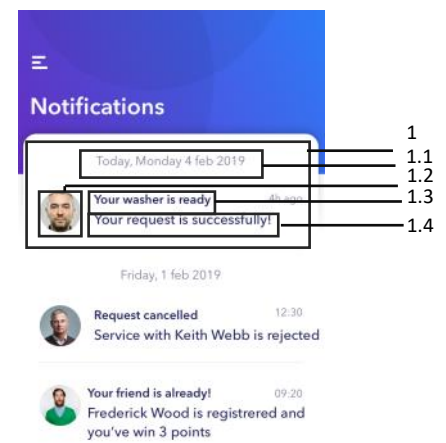 Notifications
1
Today, Monday 4 feb 2019
1.1
1.2
Your washer is ready
4h ago
1.3
Your request is successfully!
1.4
Friday, 1 feb 2019
Request cancelled
12:30
Service with Keith Webb is rejected
Your friend is already!
09:20
Frederick Wood is registrered and
you've win 3 points